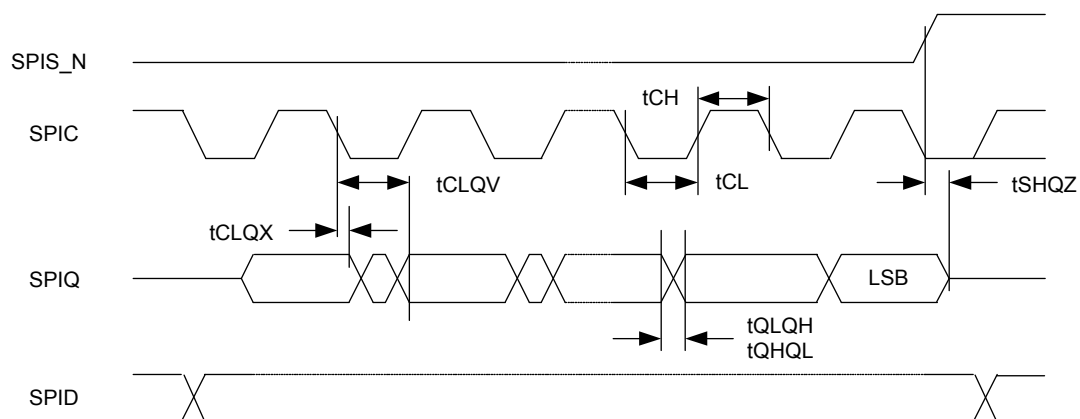 SPIS_N
tCH
SPIC
tCLQV
tCL
tSHQZ
tCLQX
SPIQ
LSB
tQLQH
tQHQL
SPID